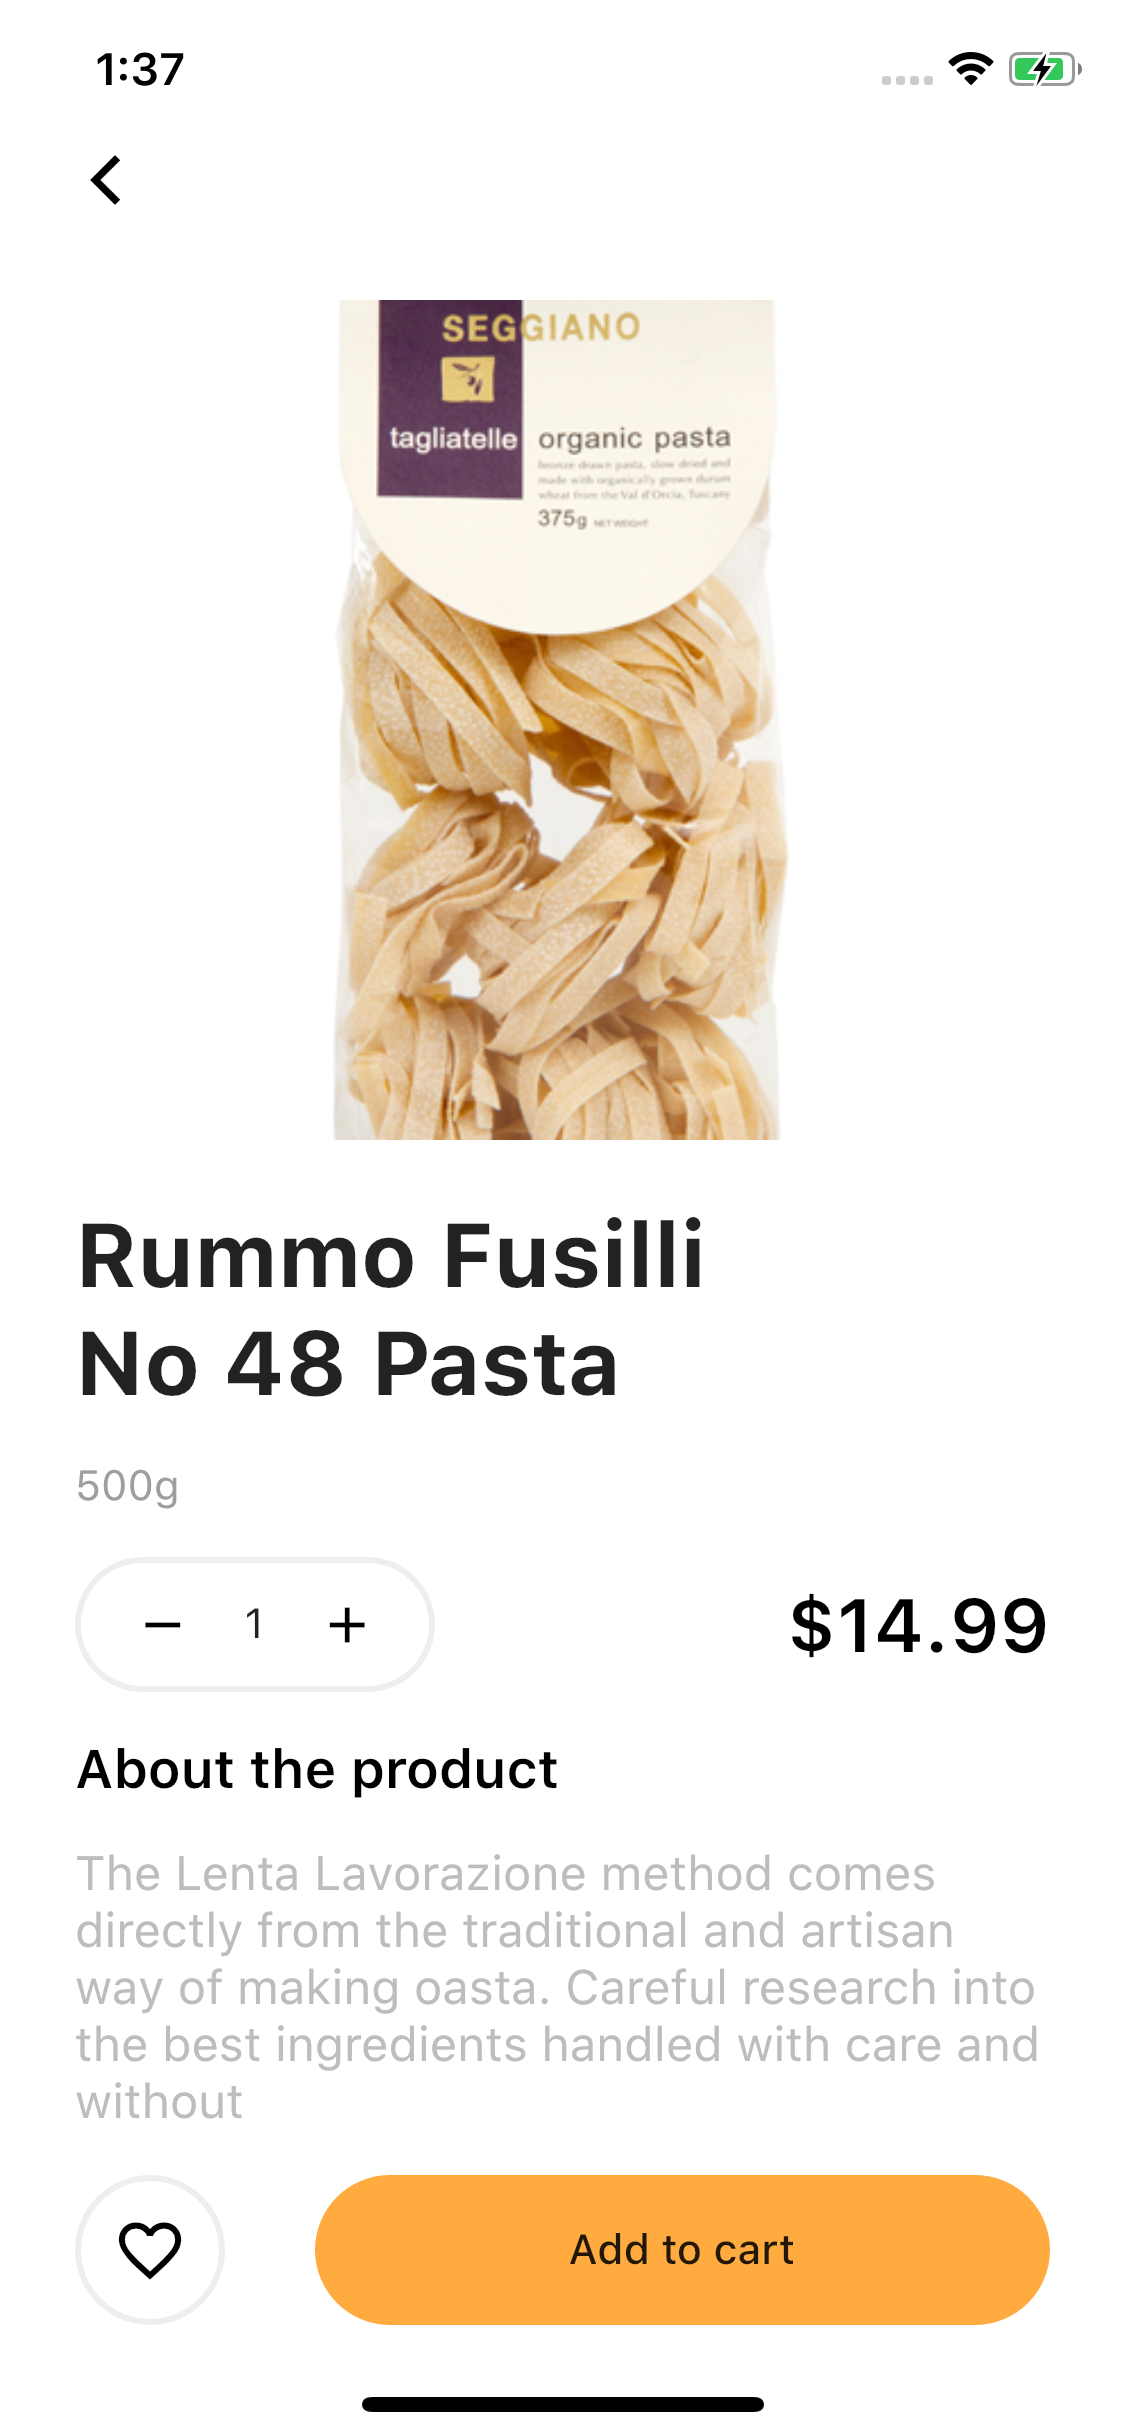 1:37
SEGGIANO
tagliatelle organic pasta
bronze drawn pasta, slow dried and
made with organically grown durum
wheat from the Val d'Orcia, Tuscany
375g NET WEIGHT
Rummo Fusilli
No 48 Pasta
500g
1
$14.99
About the product
The Lenta Lavorazione method comes
directly from the traditional and artisan
way of making oasta. Careful research into
the best ingredients handled with care and
without
Add to cart